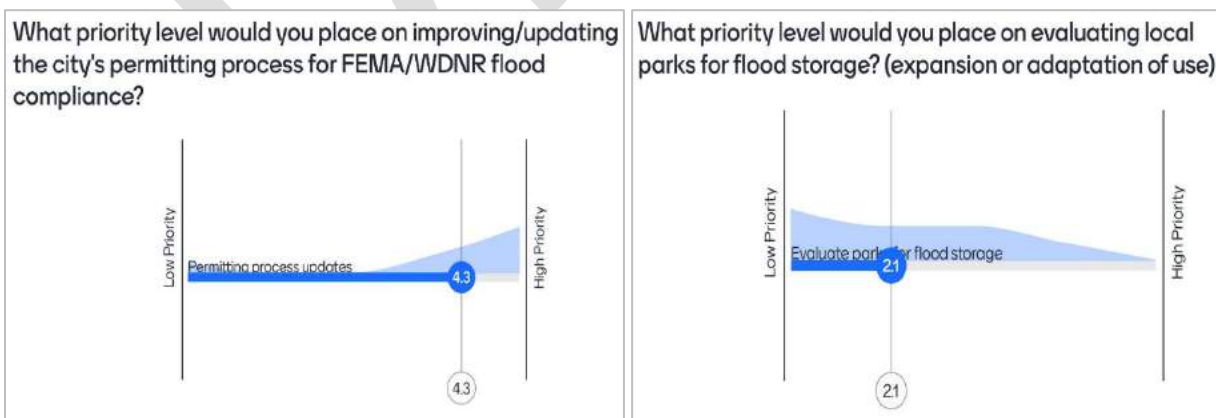 What priority level would you place on improving/updating
the city's permitting process for FEMA/WDNR flood
compliance?
Low Priority
Permitting process updates
4.3
High Priority
4.3
What priority level would you place on evaluating local
parks for flood storage? (expansion or adaptation of use)
Low Priority
Evaluate parks for flood storage
2.1
High Priority
2.1